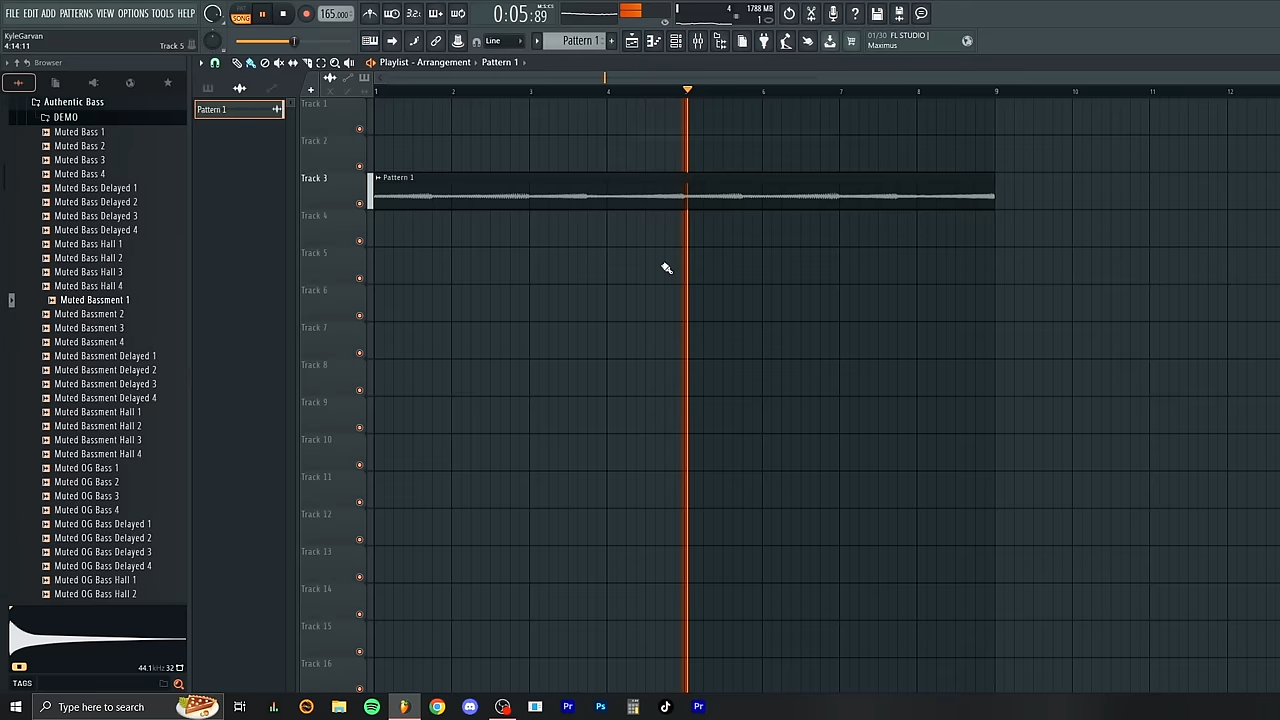 FILE EDIT ADD PATTERNS VIEW OPTIONS TOOLS HELP
PAT
SONG
165.000
3.2:
0:05:89
M:S:CS
4
1788 MB
1
KyleGarvan
4:14:11
Track 5
Line
Pattern 1
01/30 FL STUDIO |
Maximus
Browser
Playlist - Arrangement
Pattern 1
Authentic Bass
DEMO
Muted Bass 1
Muted Bass 2
Muted Bass 3
Muted Bass 4
Muted Bass Delayed 1
Muted Bass Delayed 2
Muted Bass Delayed 3
Muted Bass Delayed 4
Muted Bass Hall 1
Muted Bass Hall 2
Muted Bass Hall 3
Muted Bass Hall 4
Muted Bassment 1
Muted Bassment 2
Muted Bassment 3
Muted Bassment 4
Muted Bassment Delayed 1
Muted Bassment Delayed 2
Muted Bassment Delayed 3
Muted Bassment Delayed 4
Muted Bassment Hall 1
Muted Bassment Hall 2
Muted Bassment Hall 3
Muted Bassment Hall 4
Muted OG Bass 1
Muted OG Bass 2
Muted OG Bass 3
Muted OG Bass 4
Muted OG Bass Delayed 1
Muted OG Bass Delayed 2
Muted OG Bass Delayed 3
Muted OG Bass Delayed 4
Muted OG Bass Hall 1
Muted OG Bass Hall 2
44.1kHz 32
TAGS
Pattern 1
1 2 3 4 5 6 7 8 9 10 11 12
Track 1
Track 2
Track 3
Pattern 1
Track 4
Track 5
Track 6
Track 7
Track 8
Track 9
Track 10
Track 11
Track 12
Track 13
Track 14
Track 15
Track 16
Type here to search
Pr
Ps
Pr